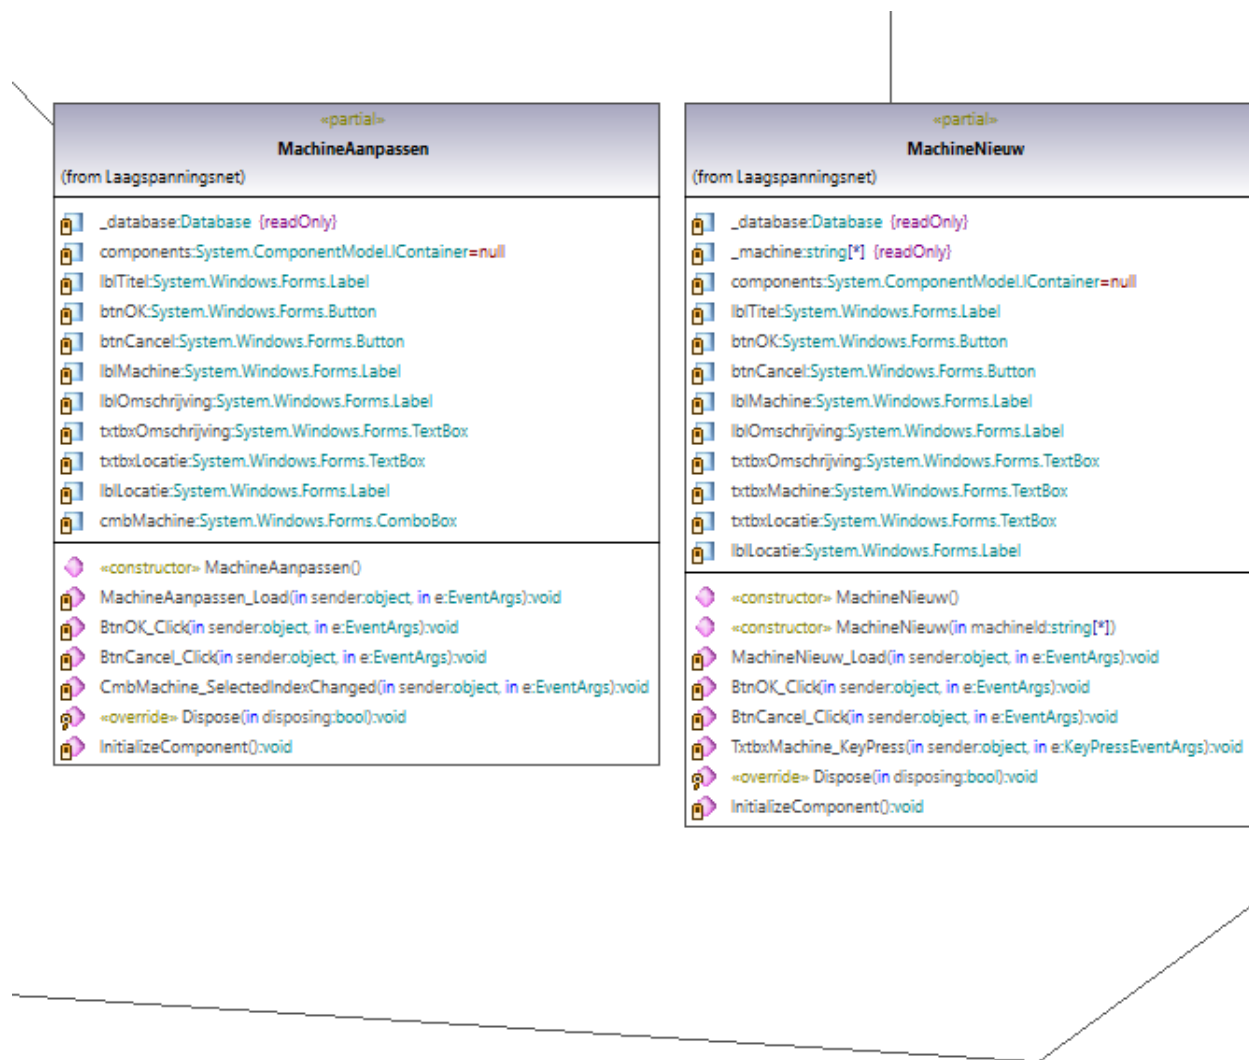 «partial»
MachineAanpassen
(from Laagspanningsnet)
_database:Database {readOnly}
components:System.ComponentModel.IContainer=null
lblTitel:System.Windows.Forms.Label
btnOK:System.Windows.Forms.Button
btnCancel:System.Windows.Forms.Button
lblMachine:System.Windows.Forms.Label
lblOmschrijving:System.Windows.Forms.Label
txtbxOmschrijving:System.Windows.Forms.TextBox
txtbxLocatie:System.Windows.Forms.TextBox
lblLocatie:System.Windows.Forms.Label
cmbMachine:System.Windows.Forms.ComboBox
«constructor» MachineAanpassen()
MachineAanpassen_Load(in sender:object, in e:EventArgs):void
BtnOK_Click(in sender:object, in e:EventArgs):void
BtnCancel_Click(in sender:object, in e:EventArgs):void
CmbMachine_SelectedIndexChanged(in sender:object, in e:EventArgs):void
«override» Dispose(in disposing:bool):void
InitializeComponent():void
«partial»
MachineNieuw
(from Laagspanningsnet)
_database:Database {readOnly}
_machine:string[*] {readOnly}
components:System.ComponentModel.IContainer=null
lblTitel:System.Windows.Forms.Label
btnOK:System.Windows.Forms.Button
btnCancel:System.Windows.Forms.Button
lblMachine:System.Windows.Forms.Label
lblOmschrijving:System.Windows.Forms.Label
txtbxOmschrijving:System.Windows.Forms.TextBox
txtbxMachine:System.Windows.Forms.TextBox
txtbxLocatie:System.Windows.Forms.TextBox
lblLocatie:System.Windows.Forms.Label
«constructor» MachineNieuw()
«constructor» MachineNieuw(in machineId:string[*])
MachineNieuw_Load(in sender:object, in e:EventArgs):void
BtnOK_Click(in sender:object, in e:EventArgs):void
BtnCancel_Click(in sender:object, in e:EventArgs):void
TxtbxMachine_KeyPress(in sender:object, in e:KeyPressEventArgs):void
«override» Dispose(in disposing:bool):void
InitializeComponent():void